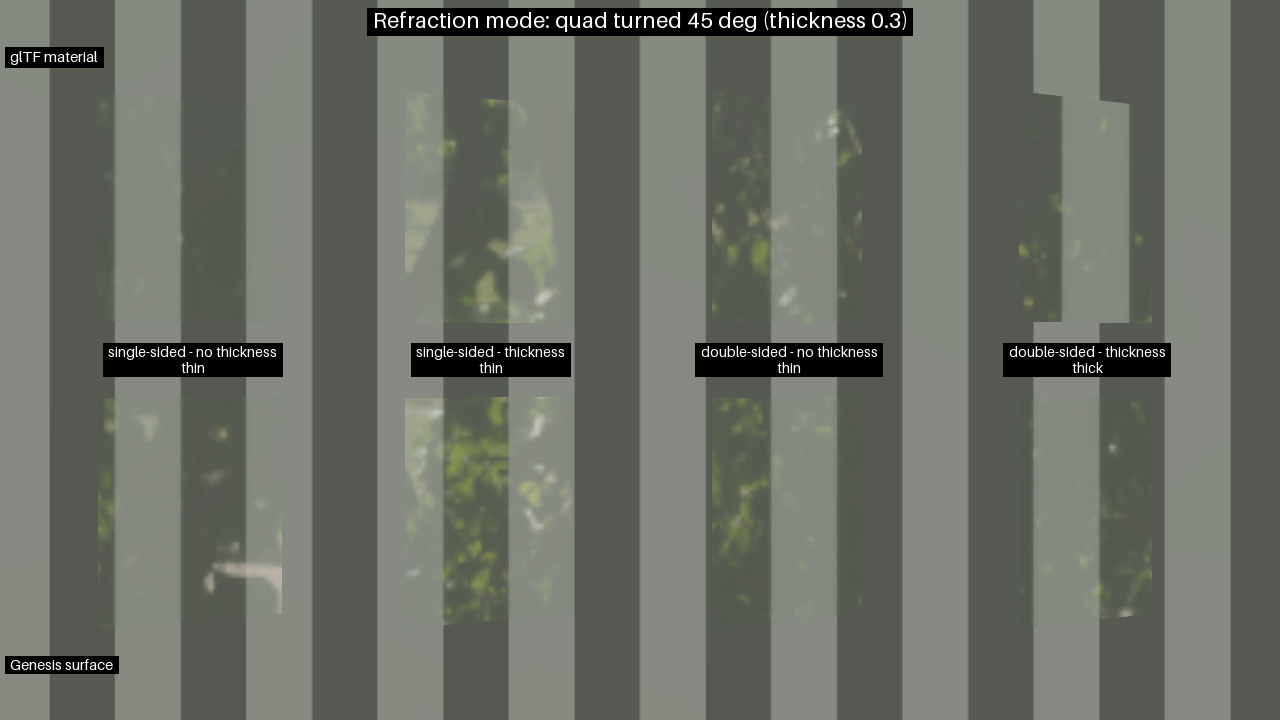 Refraction mode: quad turned 45 deg (thickness 0.3)
glTF material
single-sided - no thickness
thin
single-sided - thickness
thin
double-sided - no thickness
thin
double-sided - thickness
thick
Genesis surface